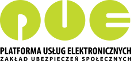 pue
PLATFORMA USŁUG ELEKTRONICZNYCH
ZAKŁAD UBEZPIECZEŃ SPOŁECZNYCH